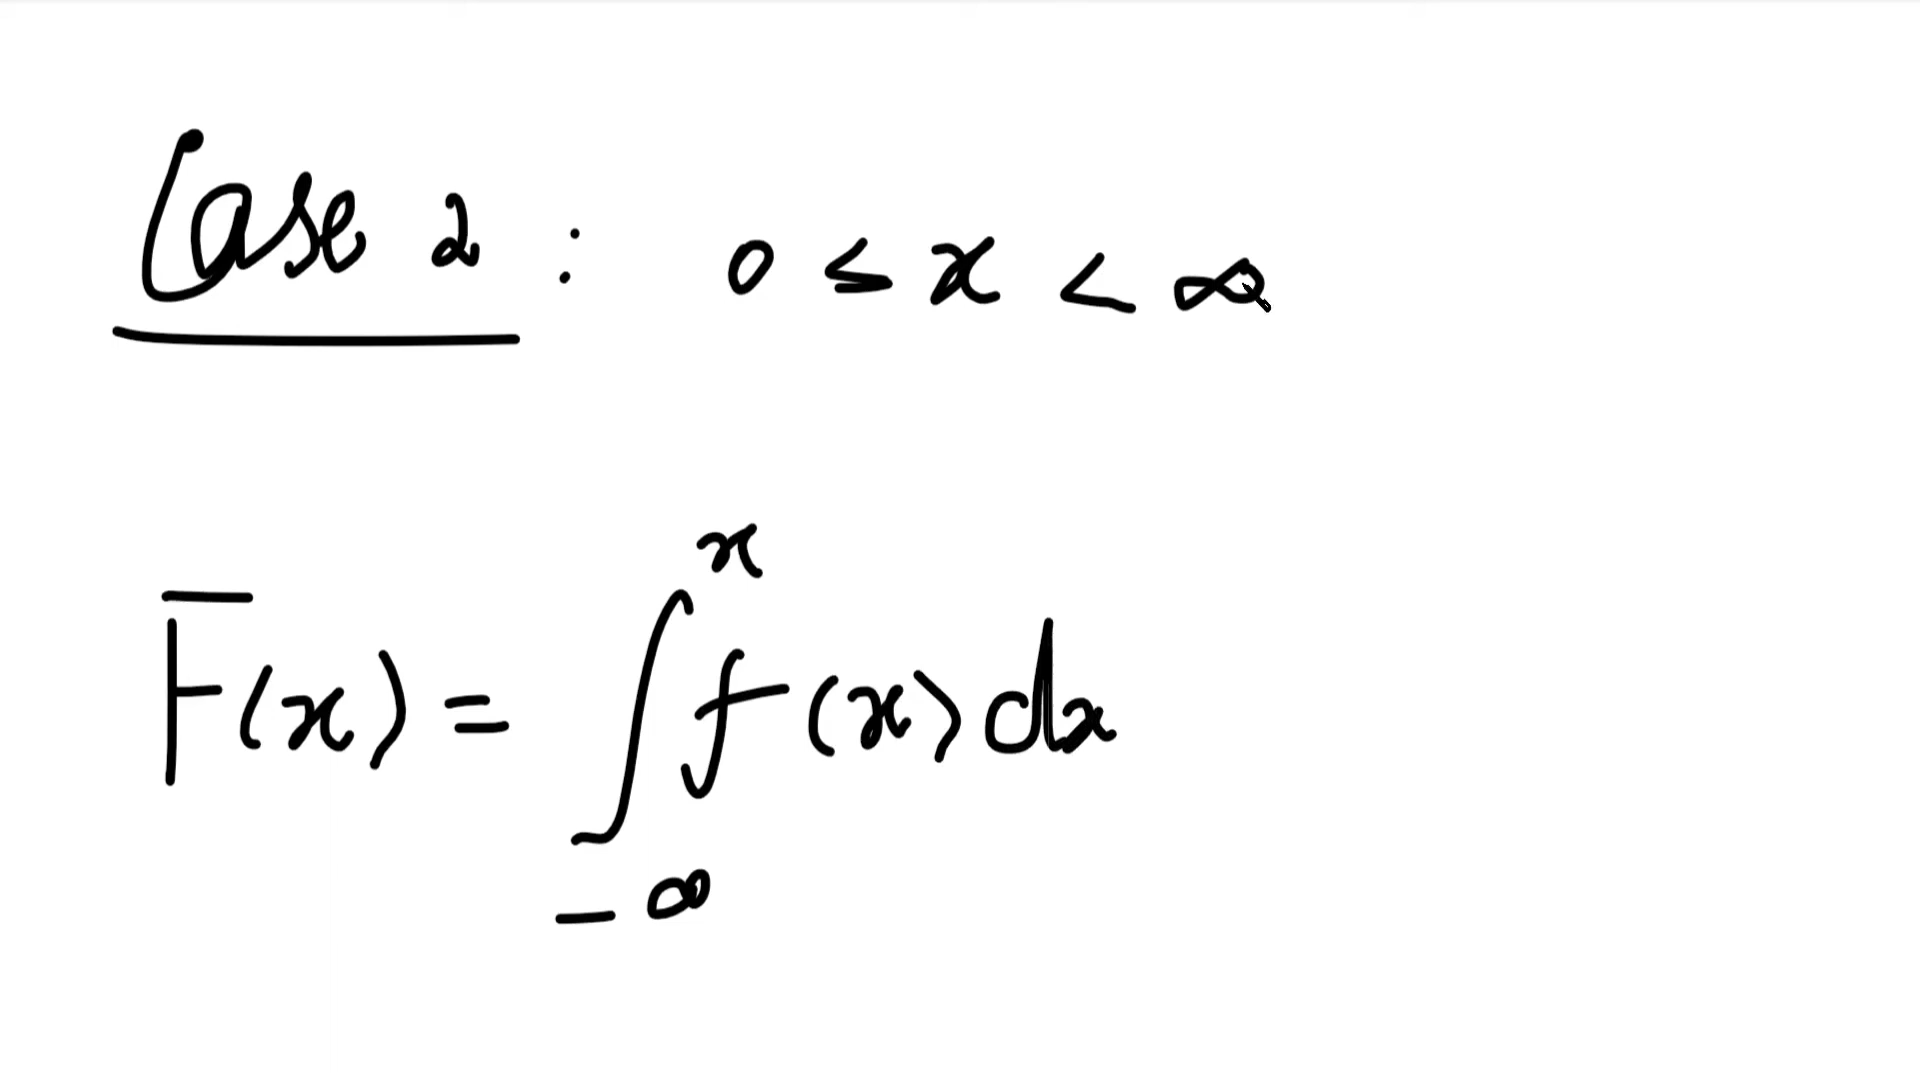 Case 2 : 0 ≤ x < ∞
F(x) = ∫_{-∞}^{x} f(x) dx